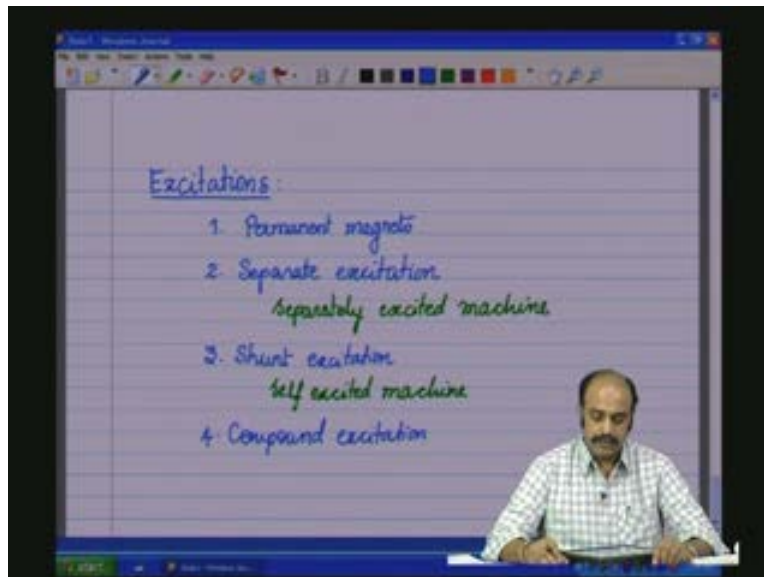 Excitations :
1. Permanent magnets
2. Separate excitation
Separately excited machine
3. Shunt excitation
Self excited machine
4. Compound excitation